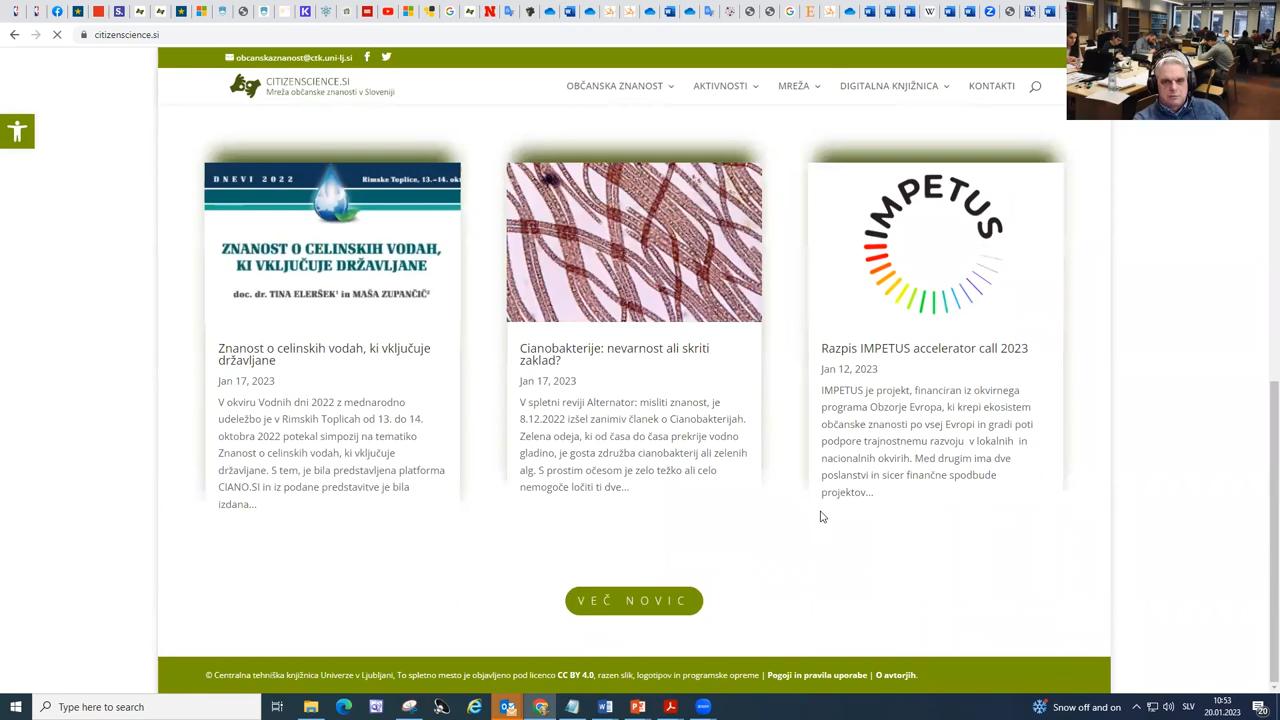 citizenscience.si
obcanskaznanost@ctk.uni-lj.si
CITIZENSCIENCE.SI
Mreža občanske znanosti v Sloveniji
OBČANSKA ZNANOST
AKTIVNOSTI
MREŽA
DIGITALNA KNJIŽNICA
KONTAKTI
DNEVI 2022
Rimske Toplice, 13.–14. okt
ZNANOST O CELINSKIH VODAH,
KI VKLJUČUJE DRŽAVLJANE
doc. dr. TINA ELERŠEK¹ in MAŠA ZUPANČIČ²
Znanost o celinskih vodah, ki vključuje
državljane
Jan 17, 2023
V okviru Vodnih dni 2022 z mednarodno
udeležbo je v Rimskih Toplicah od 13. do 14.
oktobra 2022 potekal simpozij na tematiko
Znanost o celinskih vodah, ki vključuje
državljane. S tem, je bila predstavljena platforma
CIANO.SI in iz podane predstavitve je bila
izdana...
Cianobakterije: nevarnost ali skriti
zaklad?
Jan 17, 2023
V spletni reviji Alternator: misliti znanost, je
8.12.2022 izšel zanimiv članek o Cianobakterijah.
Zelena odeja, ki od časa do časa prekrije vodno
gladino, je gosta združba cianobakterij ali zelenih
alg. S prostim očesom je zelo težko ali celo
nemogoče ločiti ti dve...
IMPETUS
Razpis IMPETUS accelerator call 2023
Jan 12, 2023
IMPETUS je projekt, financiran iz okvirnega
programa Obzorje Evropa, ki krepi ekosistem
občanske znanosti po vsej Evropi in gradi poti
podpore trajnostnemu razvoju v lokalnih in
nacionalnih okvirih. Med drugim ima dve
poslanstvi in sicer finančne spodbude
projektov...
VEČ NOVIC
© Centralna tehniška knjižnica Univerze v Ljubljani, To spletno mesto je objavljeno pod licenco CC BY 4.0, razen slik, logotipov in programske opreme | Pogoji in pravila uporabe | O avtorjih.
Type here to search
Snow off and on
SLV
10:53
20.01.2023
20